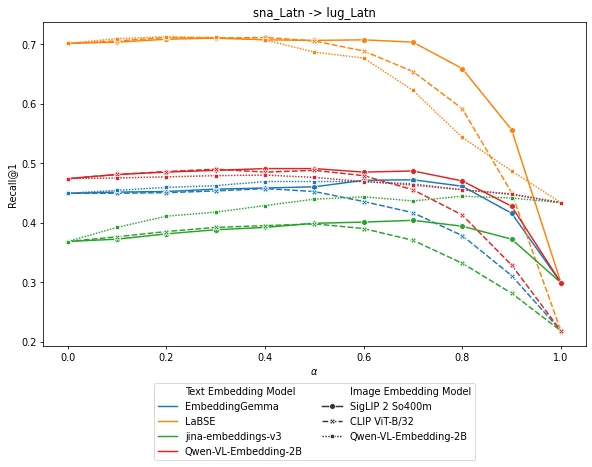 sna_Latn -> lug_Latn
Recall@1
0.7
0.6
0.5
0.4
0.3
0.2
0.0
0.2
0.4
0.6
0.8
1.0
α
Text Embedding Model
EmbeddingGemma
LaBSE
jina-embeddings-v3
Qwen-VL-Embedding-2B
Image Embedding Model
SigLIP 2 So400m
CLIP ViT-B/32
Qwen-VL-Embedding-2B